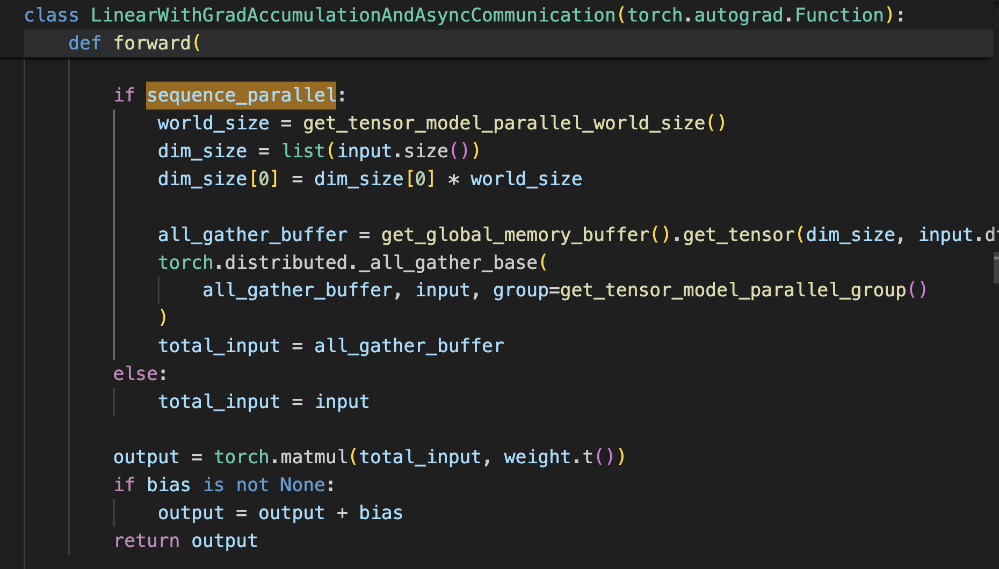 class LinearWithGradAccumulationAndAsyncCommunication(torch.autograd.Function):
def forward(
if sequence_parallel:
world_size = get_tensor_model_parallel_world_size()
dim_size = list(input.size())
dim_size[0] = dim_size[0] * world_size
all_gather_buffer = get_global_memory_buffer().get_tensor(dim_size, input.d
torch.distributed._all_gather_base(
all_gather_buffer, input, group=get_tensor_model_parallel_group()
)
total_input = all_gather_buffer
else:
total_input = input
output = torch.matmul(total_input, weight.t())
if bias is not None:
output = output + bias
return output